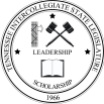 TENNESSEE INTERCOLLEGIATE STATE LEGISLATURE
LEADERSHIP
SCHOLARSHIP
1966